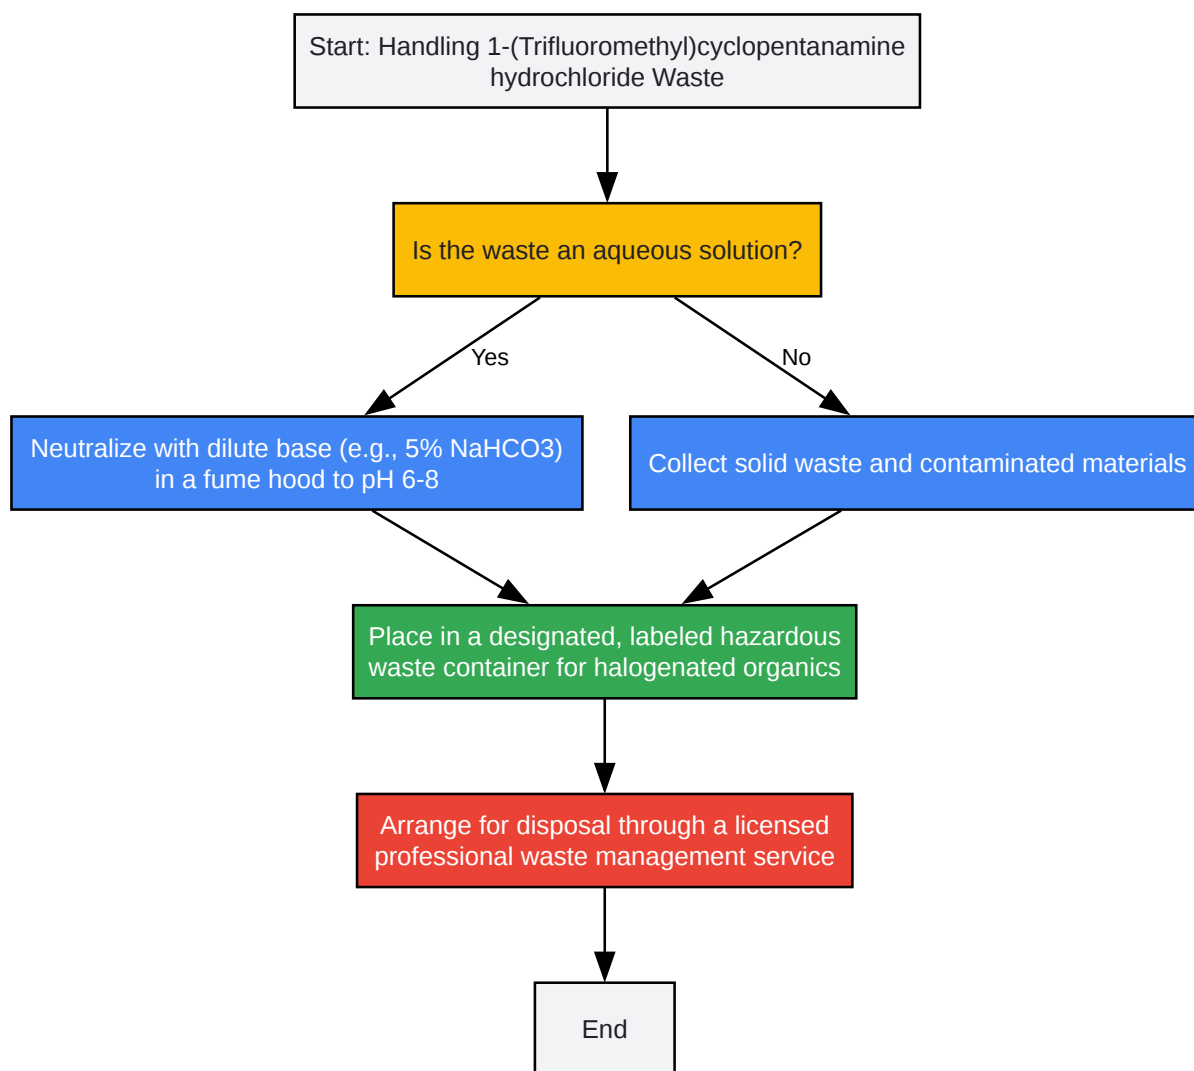 Start: Handling 1-(Trifluoromethyl)cyclopentanamine
hydrochloride Waste
Is the waste an aqueous solution?
Yes
No
Neutralize with dilute base (e.g., 5% NaHCO3)
in a fume hood to pH 6-8
Collect solid waste and contaminated materials
Place in a designated, labeled hazardous
waste container for halogenated organics
Arrange for disposal through a licensed
professional waste management service
End